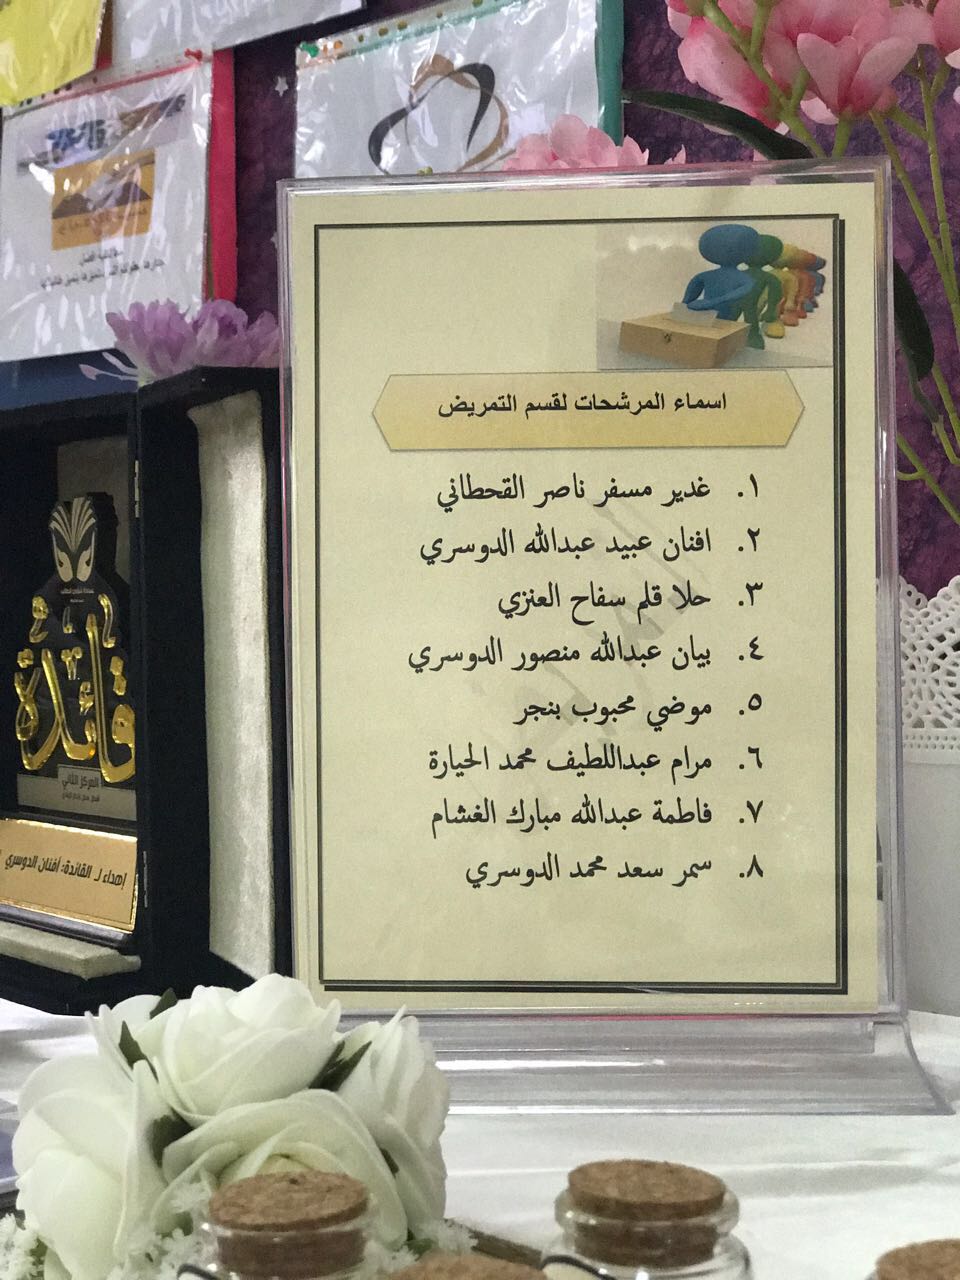 اسماء المرشحات لقسم التمريض
١. غدير مسفر ناصر القحطاني
٢. افنان عبيد عبدالله الدوسري
٣. حلا قلم سفاح العنزي
٤. بيان عبدالله منصور الدوسري
٥. موضي محبوب بنجر
٦. مرام عبداللطيف محمد الحيارة
٧. فاطمة عبدالله مبارك الغشام
٨. سمر سعد محمد الدوسري
قائدة
المركز الثاني
إهداء لـ القائدة: أفنان الدوسري